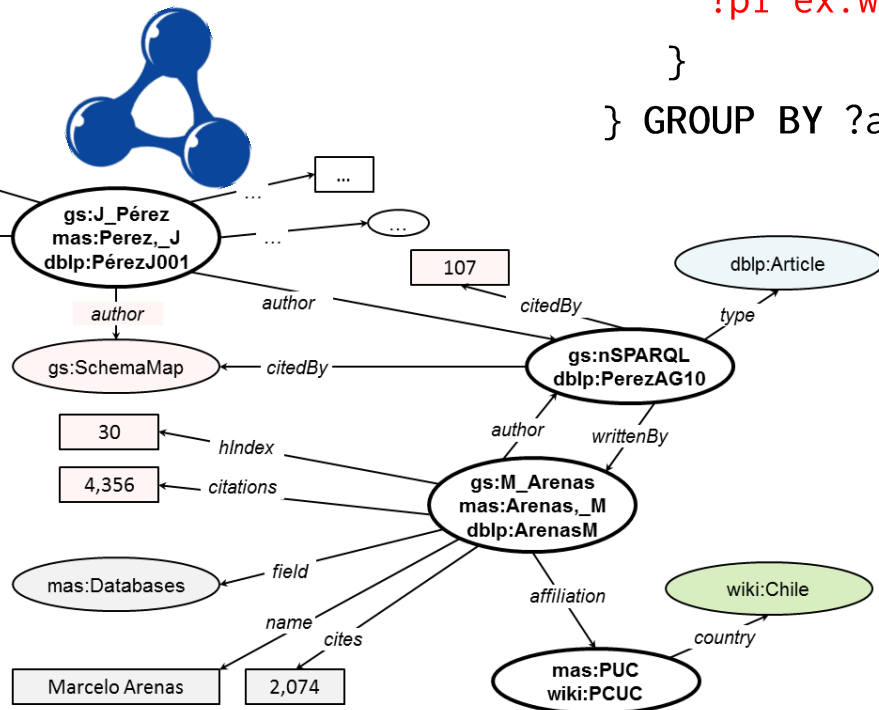 ?pi ex:w
}
} GROUP BY ?a
...
gs:J_Pérez
mas:Perez,_J
dblp:PérezJ001
...
...
...
107
dblp:Article
author
author
citedBy
type
gs:SchemaMap
citedBy
gs:nSPARQL
dblp:PerezAG10
30
hIndex
author
writtenBy
4,356
citations
gs:M_Arenas
mas:Arenas,_M
dblp:ArenasM
mas:Databases
field
affiliation
wiki:Chile
name
cites
country
Marcelo Arenas
2,074
mas:PUC
wiki:PCUC